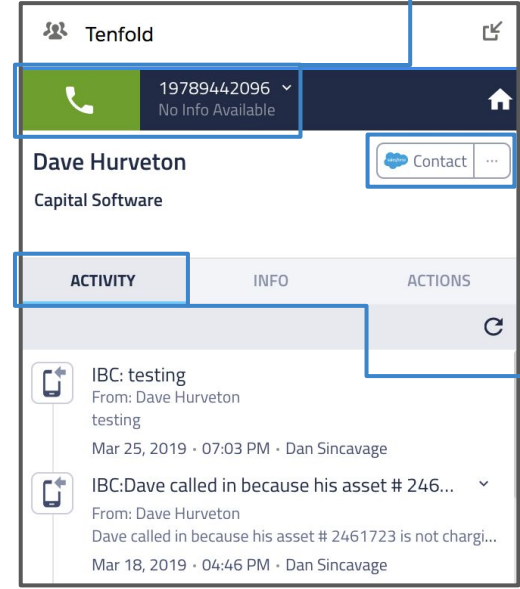 Tenfold
19789442096
No Info Available
Dave Hurveton
Contact
...
Capital Software
ACTIVITY INFO ACTIONS
IBC: testing
From: Dave Hurveton
testing
Mar 25, 2019 • 07:03 PM • Dan Sincavage
IBC:Dave called in because his asset # 246...
From: Dave Hurveton
Dave called in because his asset # 2461723 is not chargi...
Mar 18, 2019 • 04:46 PM • Dan Sincavage